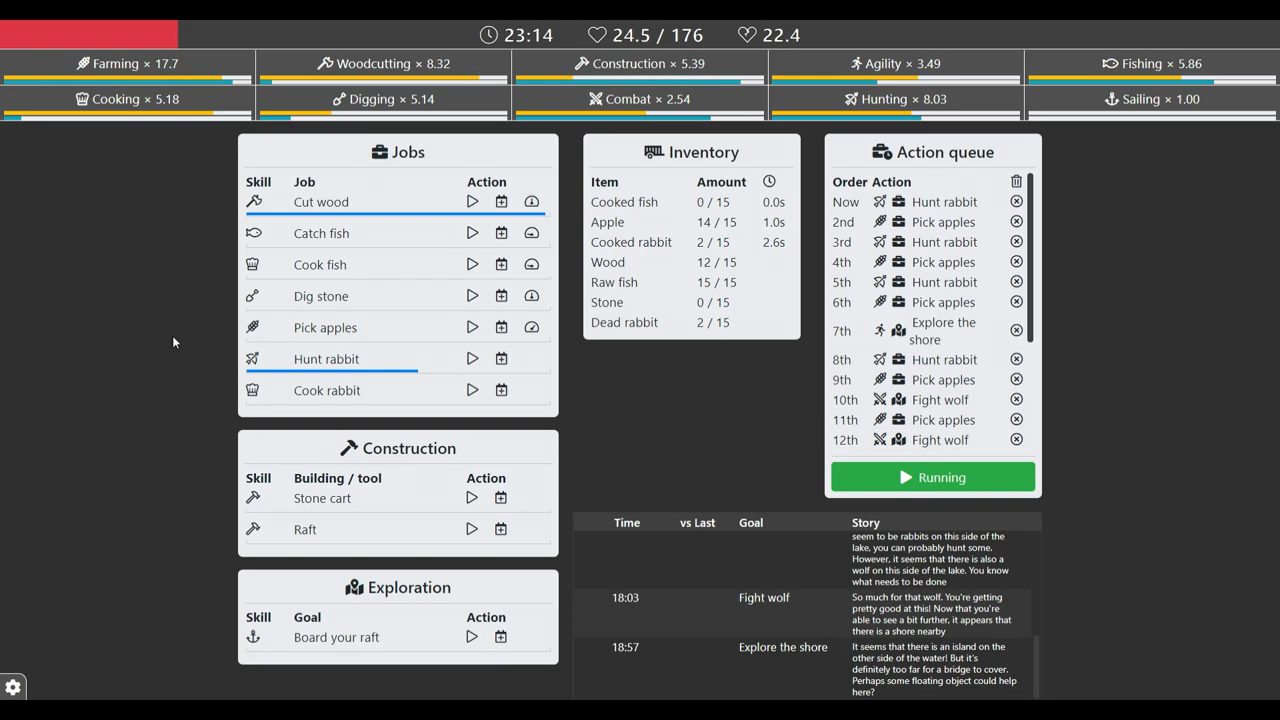 23:14 24.5 / 176 22.4
Farming × 17.7 Woodcutting × 8.32 Construction × 5.39 Agility × 3.49 Fishing × 5.86
Cooking × 5.18 Digging × 5.14 Combat × 2.54 Hunting × 8.03 Sailing × 1.00
Jobs
Skill Job Action
Cut wood
Catch fish
Cook fish
Dig stone
Pick apples
Hunt rabbit
Cook rabbit
Construction
Skill Building / tool Action
Stone cart
Raft
Exploration
Skill Goal Action
Board your raft
Inventory
Item Amount
Cooked fish 0 / 15 0.0s
Apple 14 / 15 1.0s
Cooked rabbit 2 / 15 2.6s
Wood 12 / 15
Raw fish 15 / 15
Stone 0 / 15
Dead rabbit 2 / 15
Action queue
Order Action
Now Hunt rabbit
2nd Pick apples
3rd Hunt rabbit
4th Pick apples
5th Hunt rabbit
6th Pick apples
7th Explore the
shore
8th Hunt rabbit
9th Pick apples
10th Fight wolf
11th Pick apples
12th Fight wolf
Running
Time vs Last Goal Story
seem to be rabbits on this side of the
lake, you can probably hunt some.
However, it seems that there is also a
wolf on this side of the lake. You know
what needs to be done
18:03 Fight wolf So much for that wolf. You're getting
pretty good at this! Now that you're
able to see a bit further, it appears that
there is a shore nearby
18:57 Explore the shore It seems that there is an island on the
other side of the water! But it's
definitely too far for a bridge to cover.
Perhaps some floating object could help
here?